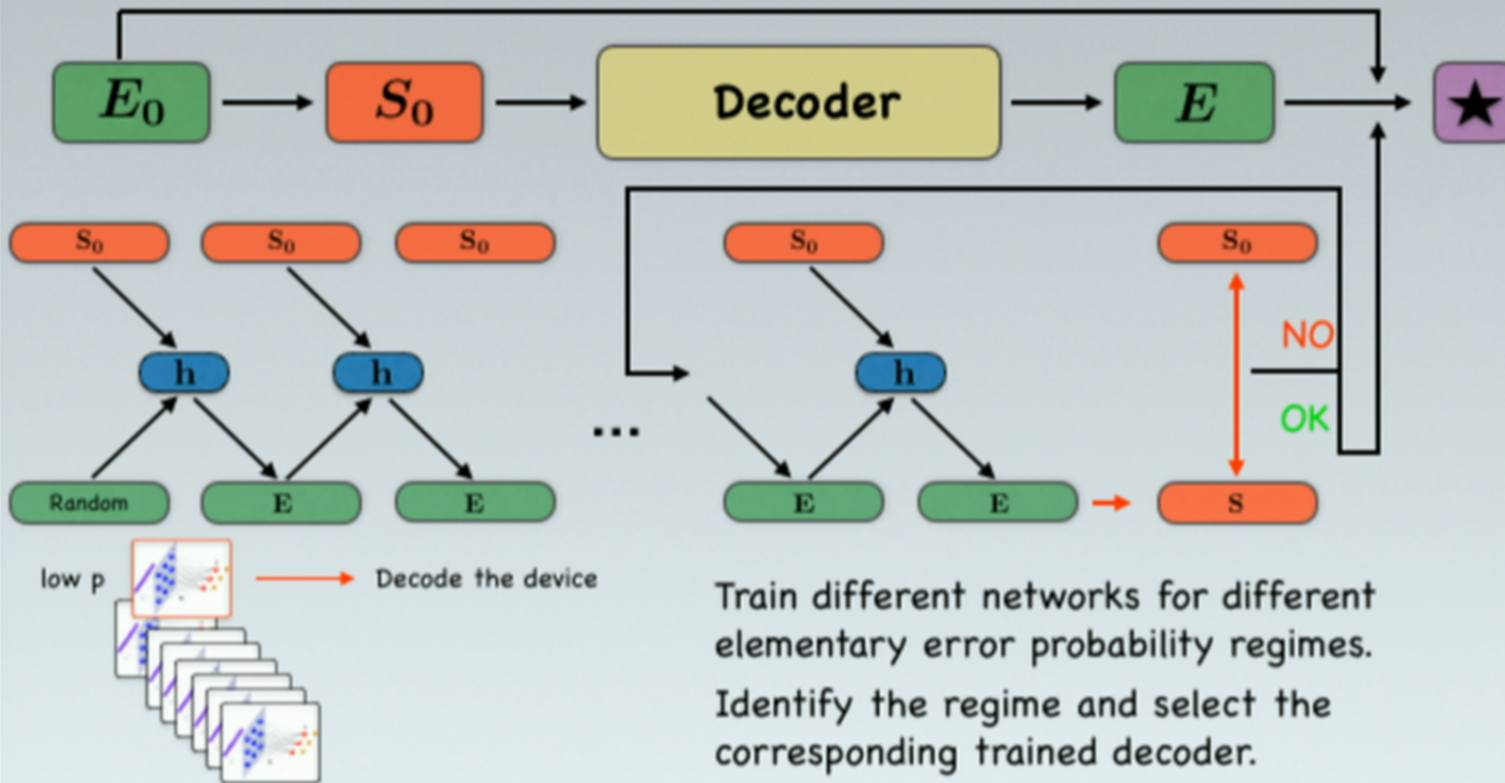 E₀ S₀ Decoder E ★
S₀ S₀ S₀ S₀ S₀
NO
h h h
OK
...
Random E E E E S
low p Decode the device
Train different networks for different
elementary error probability regimes.
Identify the regime and select the
corresponding trained decoder.